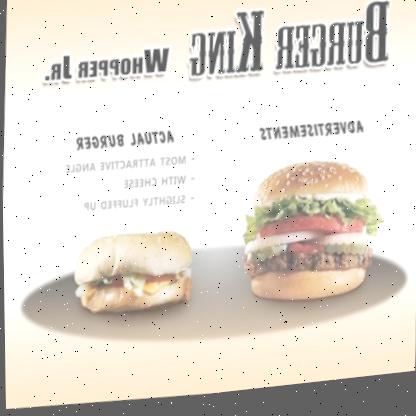 BURGER KING WHOPPER JR.
ADVERTISEMENTS
ACTUAL BURGER
- MOST ATTRACTIVE ANGLE
- WITH CHEESE
- SLIGHTLY FLUFFED UP